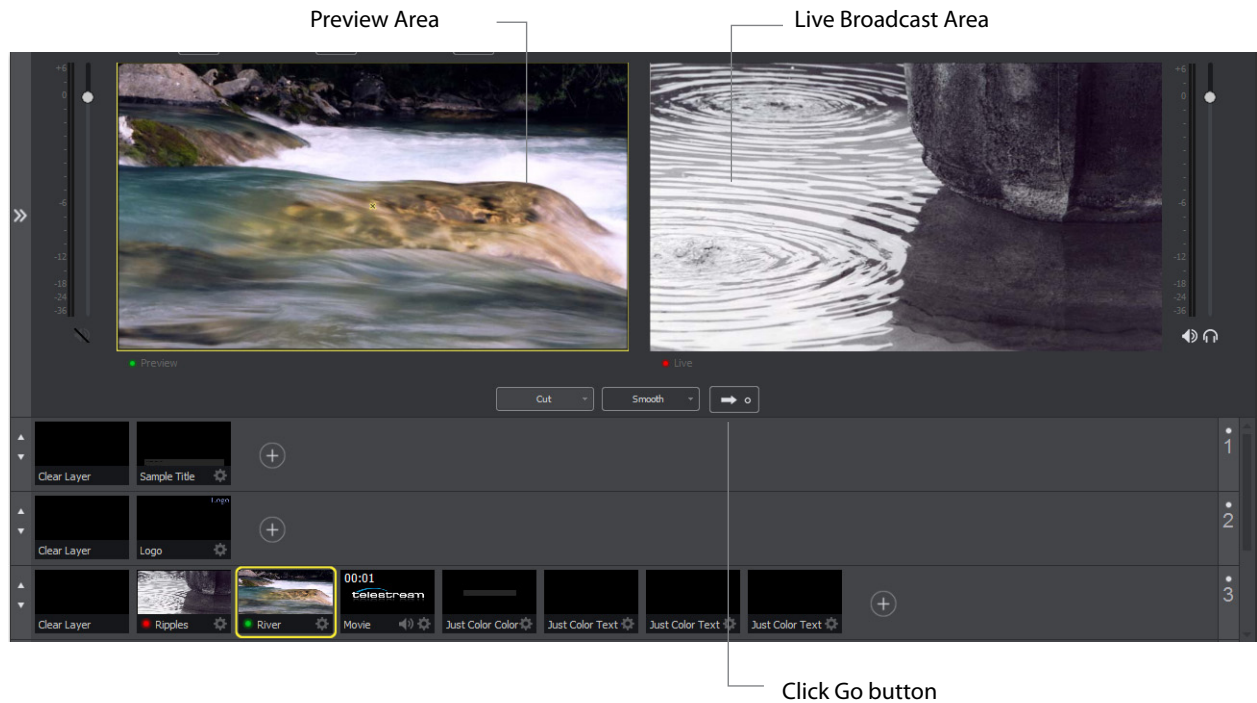 Preview Area
Live Broadcast Area
+6
0
-6
-12
-18
-24
-36
+6
0
-6
-12
-18
-24
-36
Preview
Live
Cut
Smooth
Clear Layer
Sample Title
1
Logo
Clear Layer
Logo
2
00:01
telestream
Clear Layer
Ripples
River
Movie
Just Color Color
Just Color Text
Just Color Text
Just Color Text
3
Click Go button